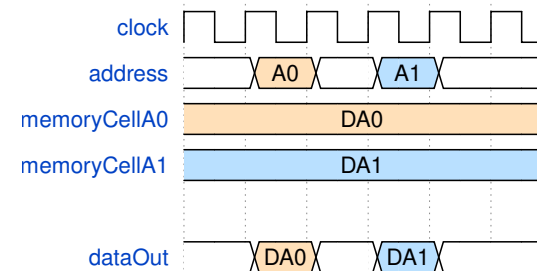 clock
address A0 A1
memoryCellA0 DA0
memoryCellA1 DA1
dataOut DA0 DA1